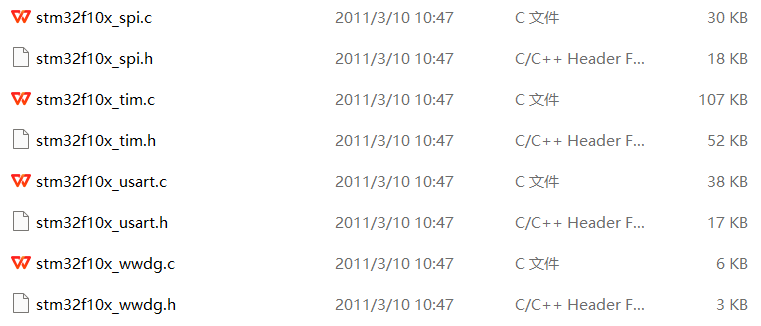 stm32f10x_spi.c 2011/3/10 10:47 C 文件 30 KB
stm32f10x_spi.h 2011/3/10 10:47 C/C++ Header F... 18 KB
stm32f10x_tim.c 2011/3/10 10:47 C 文件 107 KB
stm32f10x_tim.h 2011/3/10 10:47 C/C++ Header F... 52 KB
stm32f10x_usart.c 2011/3/10 10:47 C 文件 38 KB
stm32f10x_usart.h 2011/3/10 10:47 C/C++ Header F... 17 KB
stm32f10x_wwdg.c 2011/3/10 10:47 C 文件 6 KB
stm32f10x_wwdg.h 2011/3/10 10:47 C/C++ Header F... 3 KB